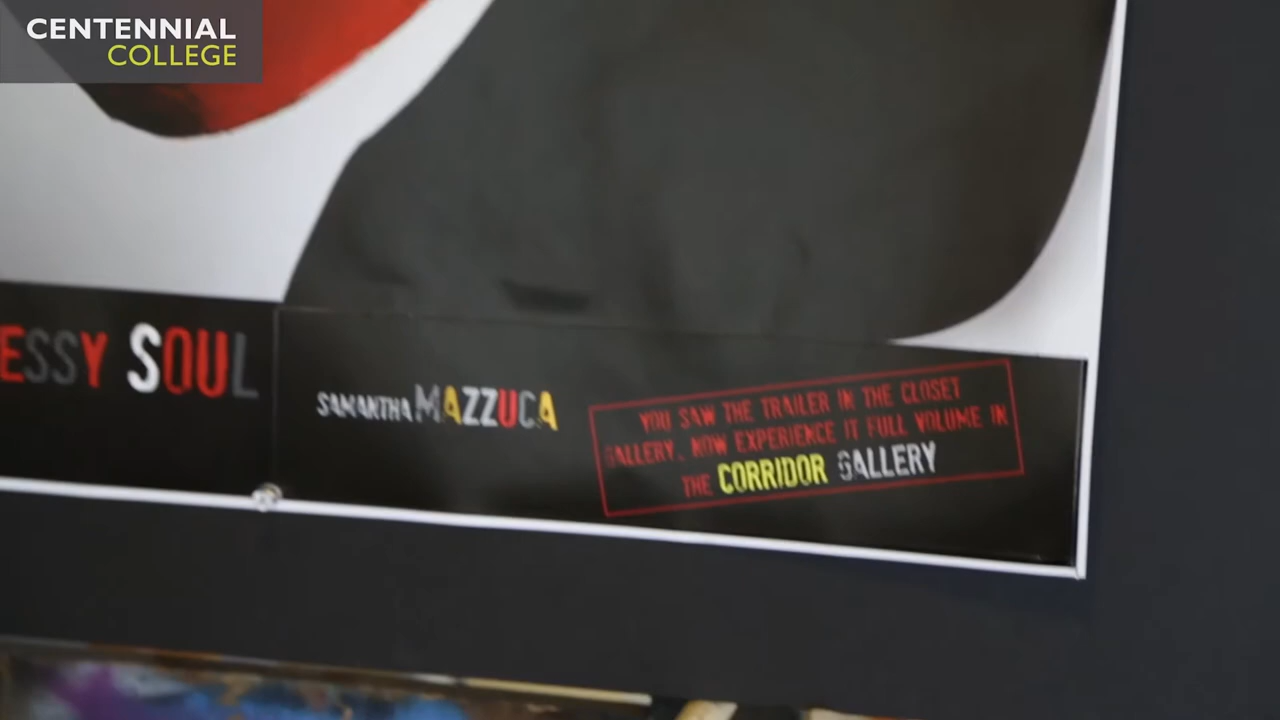 CENTENNIAL
COLLEGE
ESSY SOUL
SAMANTHA MAZZUCA
YOU SAW THE TRAILER IN THE CLOSET
GALLERY. NOW EXPERIENCE IT FULL VOLUME IN
THE CORRIDOR GALLERY